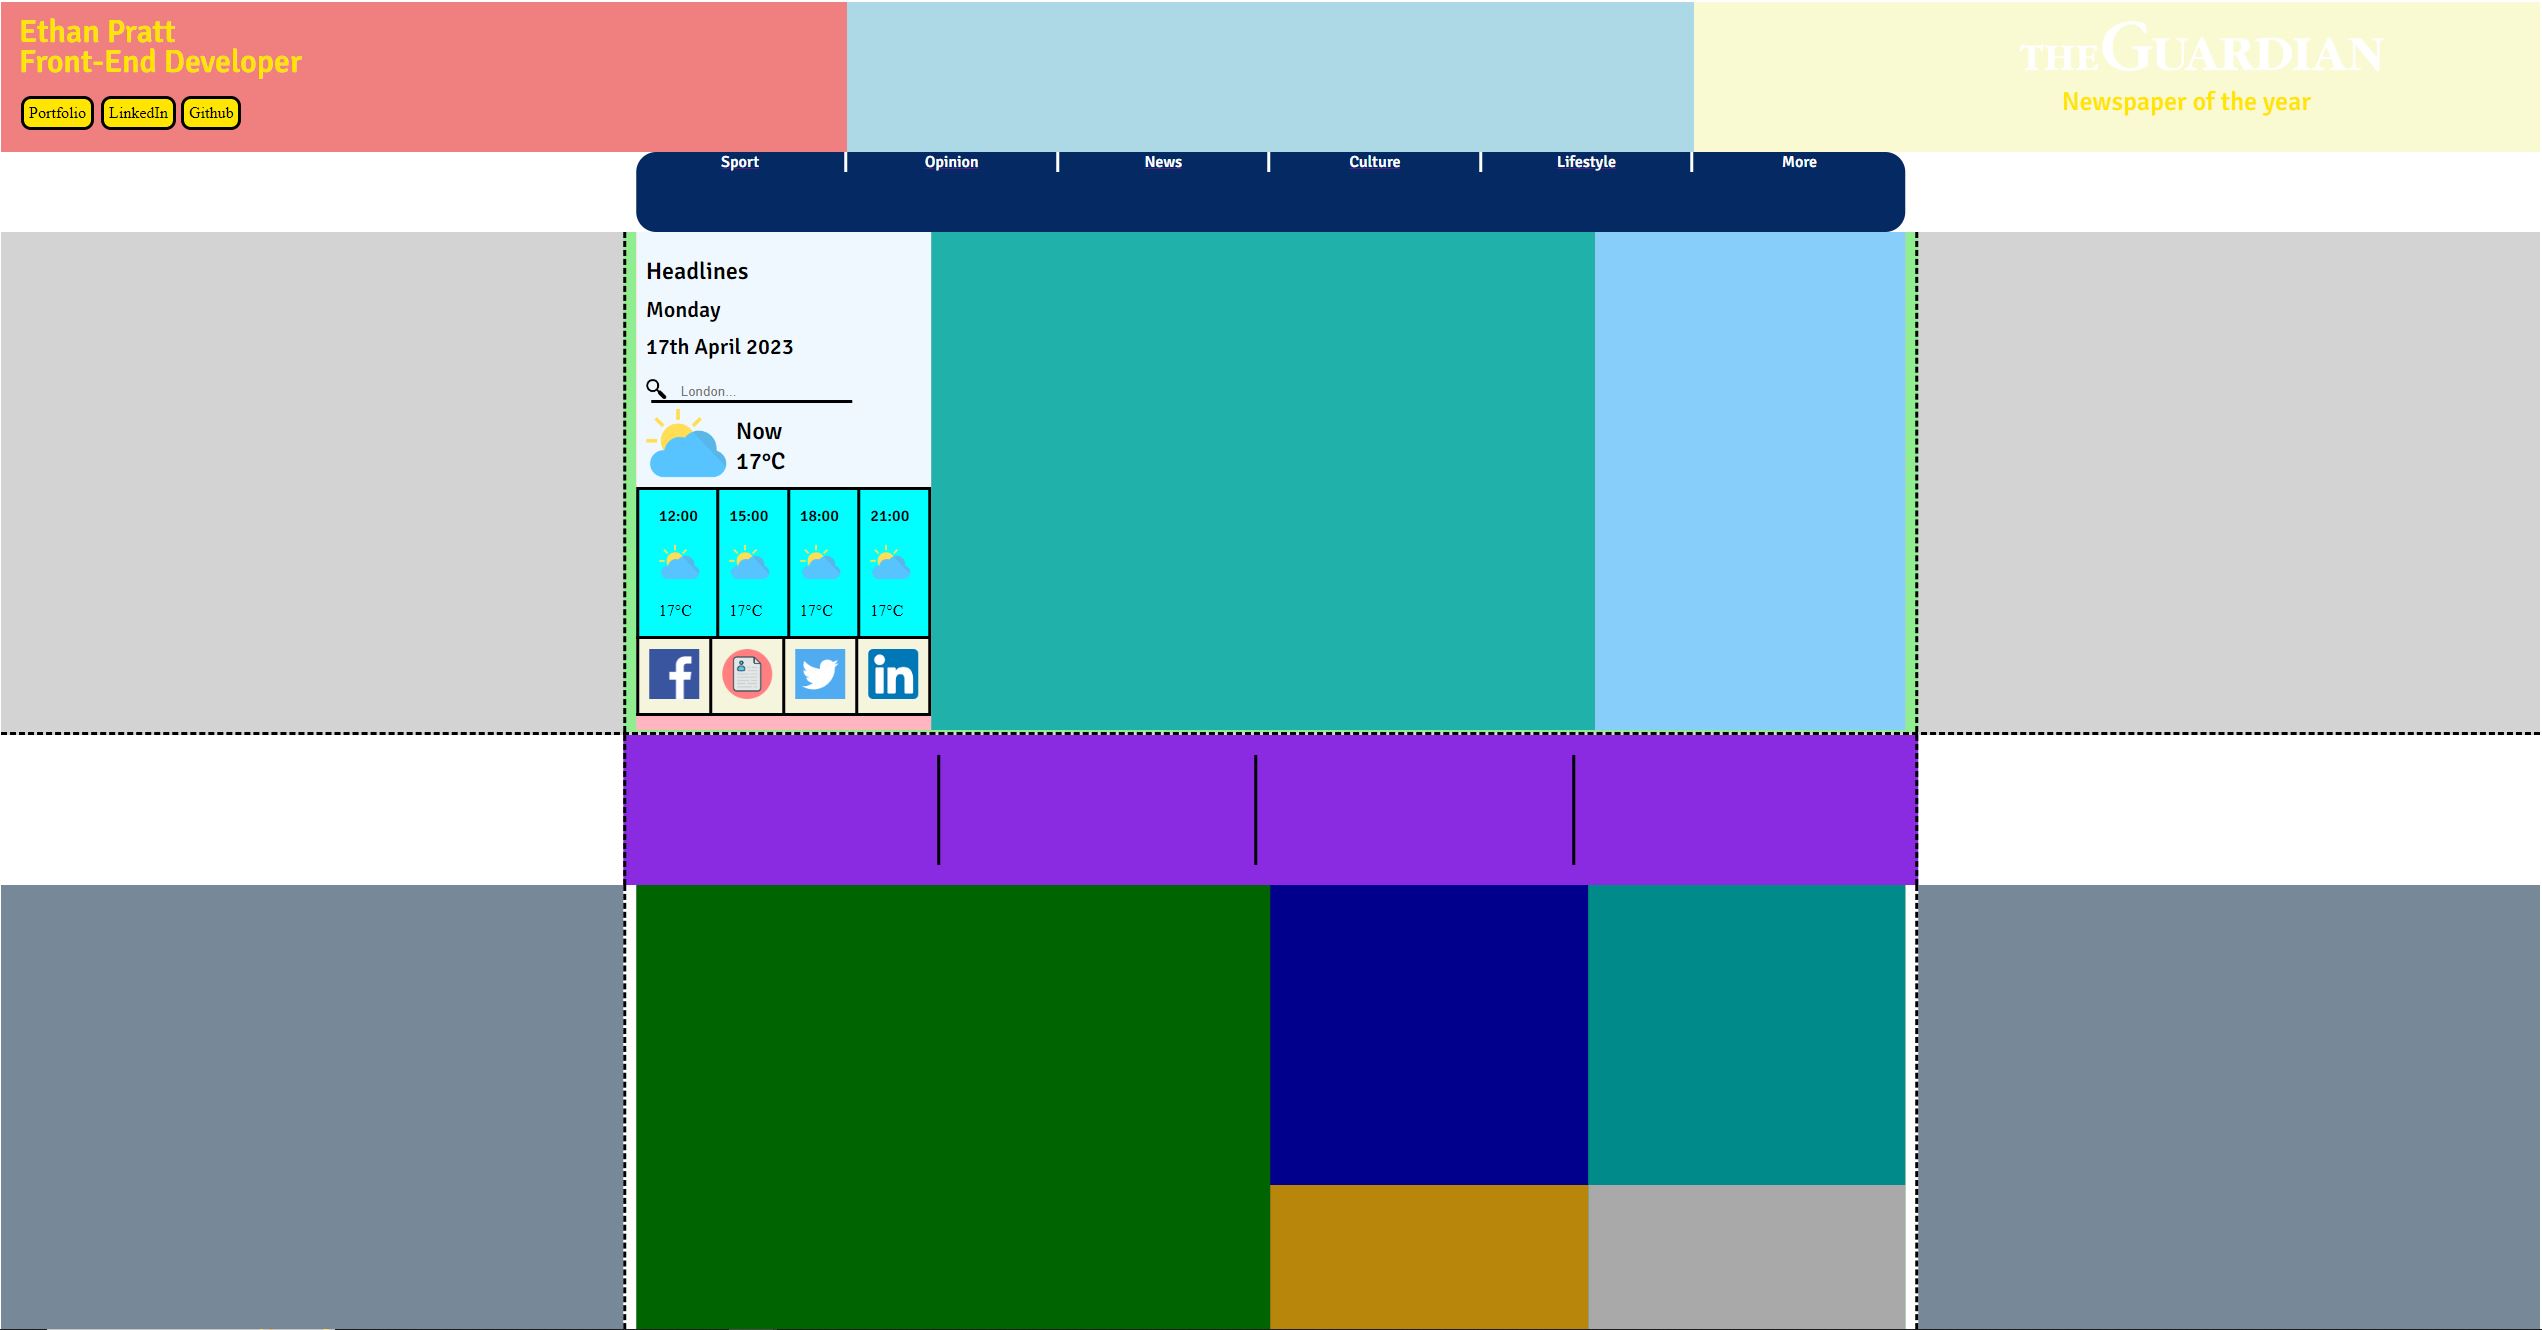 Ethan Pratt
Front-End Developer
Portfolio LinkedIn Github
THEGUARDIAN
Newspaper of the year
Sport Opinion News Culture Lifestyle More
Headlines
Monday
17th April 2023
London...
Now
17°C
12:00 15:00 18:00 21:00
17°C 17°C 17°C 17°C
f in